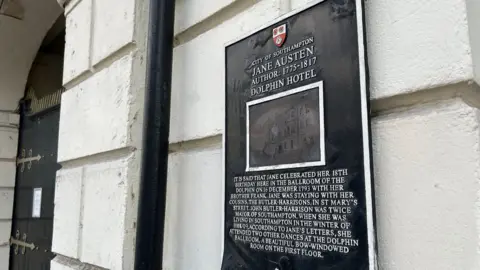 CITY OF SOUTHAMPTON
JANE AUSTEN
AUTHOR: 1775-1817
DOLPHIN HOTEL
IT IS SAID THAT JANE CELEBRATED HER 18TH
BIRTHDAY HERE IN THE BALLROOM OF THE
DOLPHIN ON 16 DECEMBER 1793 WITH HER
BROTHER FRANK. JANE WAS STAYING WITH HER
COUSINS, THE BUTLER-HARRISONS, IN ST MARY'S
STREET. JOHN BUTLER-HARRISON WAS TWICE
MAYOR OF SOUTHAMPTON. WHEN SHE WAS
LIVING IN SOUTHAMPTON IN THE WINTER OF
1808/09, ACCORDING TO JANE'S LETTERS, SHE
ATTENDED TWO OTHER DANCES AT THE DOLPHIN
BALLROOM, A BEAUTIFUL BOW-WINDOWED
ROOM ON THE FIRST FLOOR.